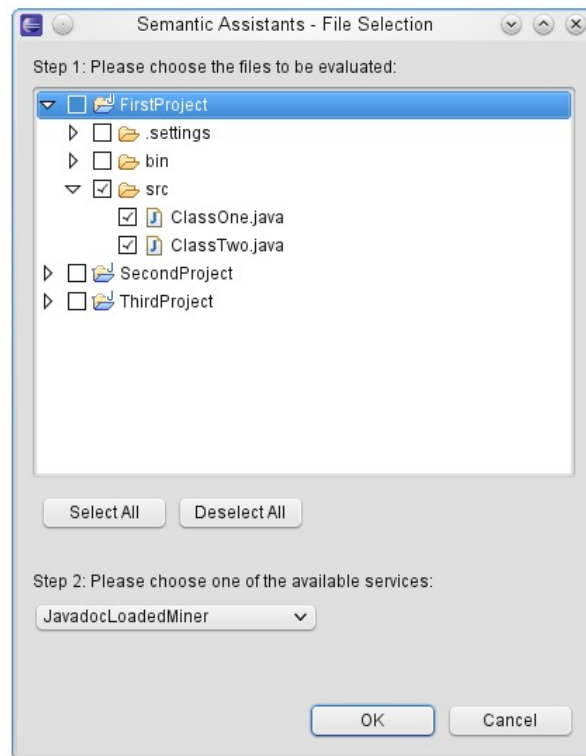 Semantic Assistants - File Selection
Step 1: Please choose the files to be evaluated:
FirstProject
.settings
bin
src
ClassOne.java
ClassTwo.java
SecondProject
ThirdProject
Select All Deselect All
Step 2: Please choose one of the available services:
JavadocLoadedMiner
OK Cancel